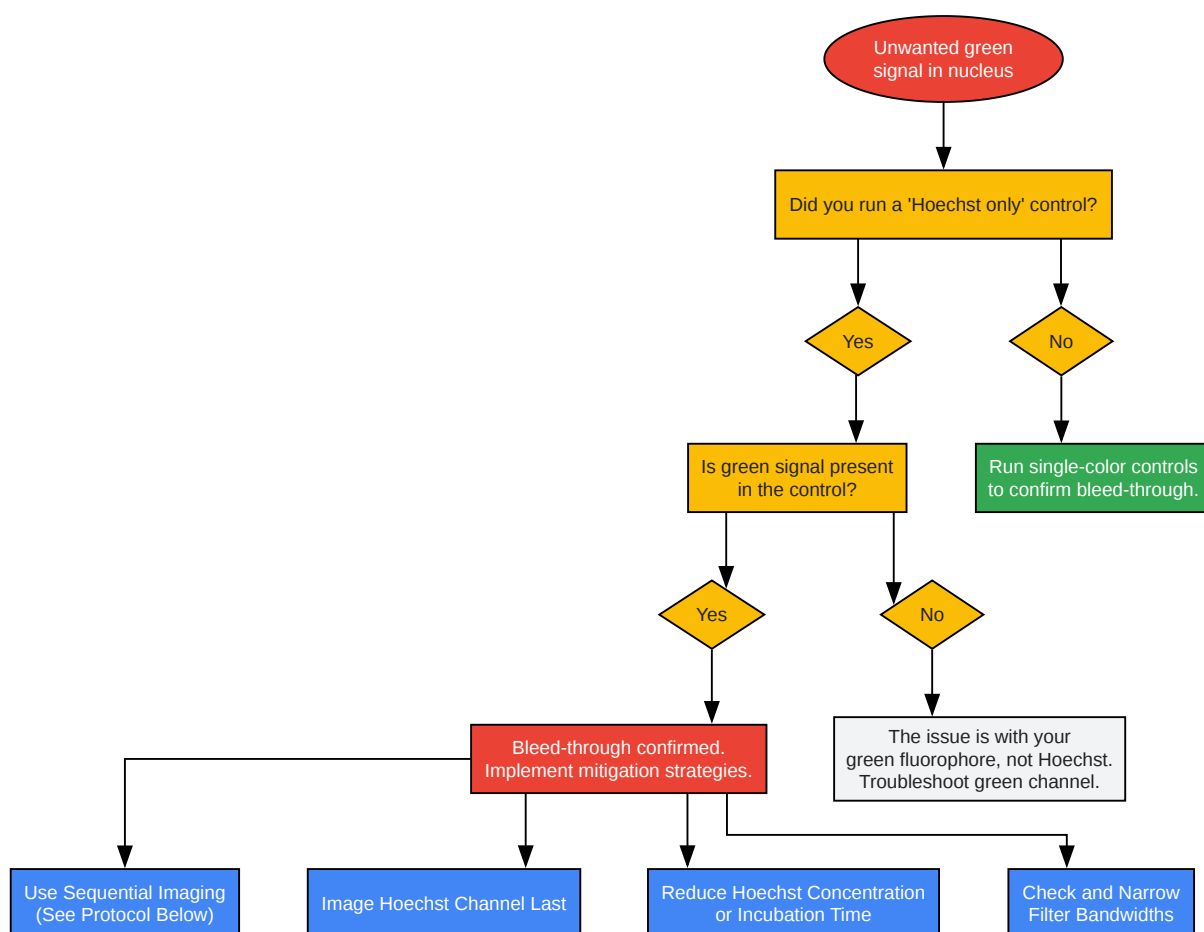 Unwanted green
signal in nucleus
Did you run a 'Hoechst only' control?
Yes
No
Is green signal present
in the control?
Run single-color controls
to confirm bleed-through.
Yes
No
Bleed-through confirmed.
Implement mitigation strategies.
The issue is with your
green fluorophore, not Hoechst.
Troubleshoot green channel.
Use Sequential Imaging
(See Protocol Below)
Image Hoechst Channel Last
Reduce Hoechst Concentration
or Incubation Time
Check and Narrow
Filter Bandwidths